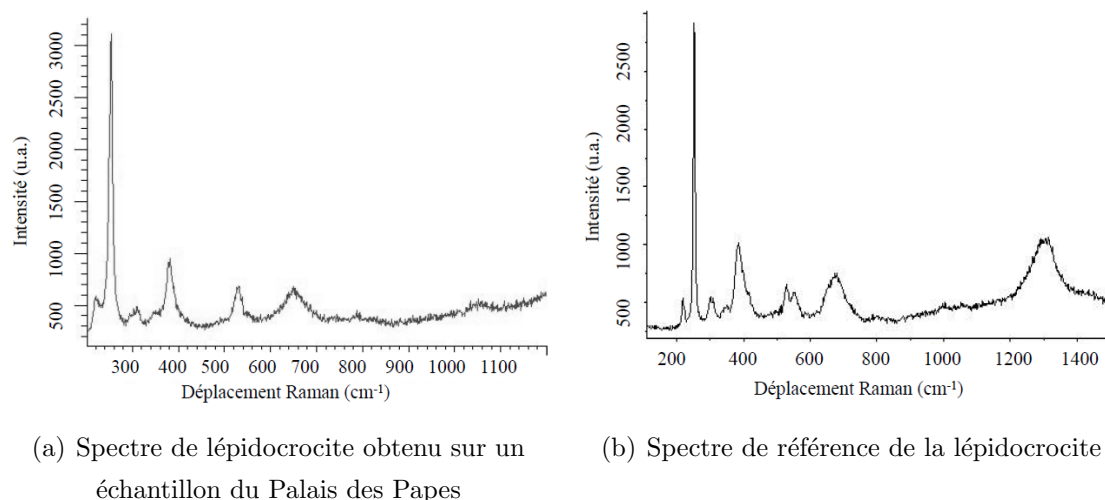 3000
2500
2000
1500
1000
500
Intensité (u.a.)
300 400 500 600 700 800 900 1000 1100
Déplacement Raman (cm-1)
(a) Spectre de lépidocrocite obtenu sur un
échantillon du Palais des Papes
2500
2000
1500
1000
500
Intensité (u.a.)
200 400 600 800 1000 1200 1400
Déplacement Raman (cm-1)
(b) Spectre de référence de la lépidocrocite